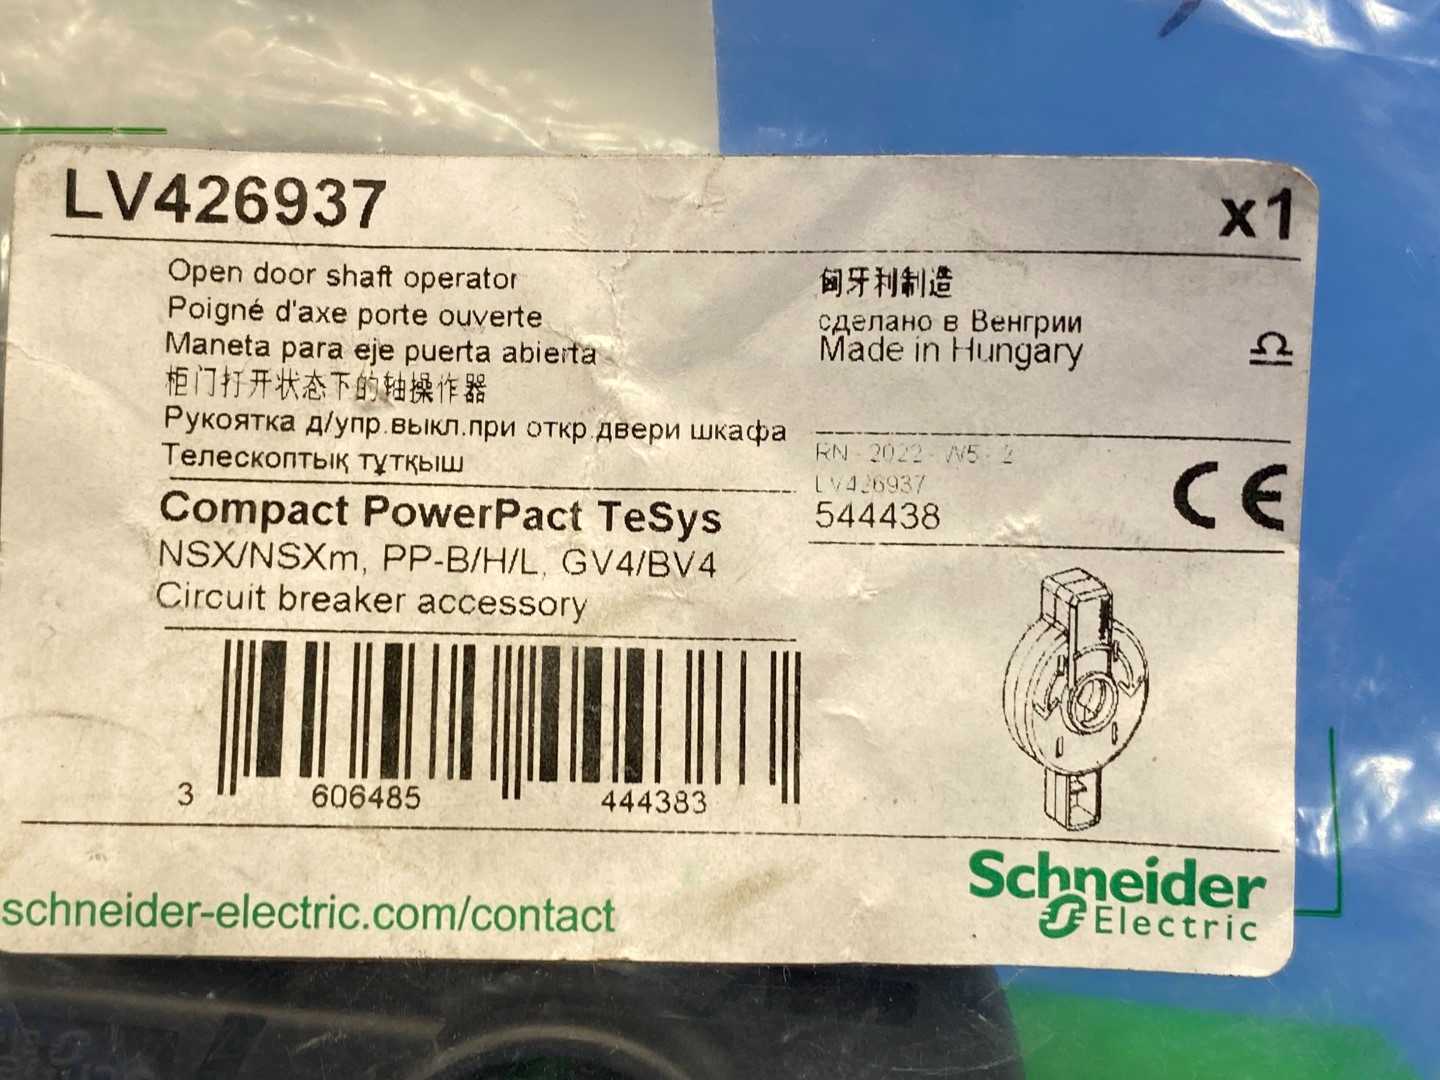 LV426937
x1
Open door shaft operator
Poigné d'axe porte ouverte
Maneta para eje puerta abierta
柜门打开状态下的轴操作器
Рукоятка д/упр.выкл.при откр.двери шкафа
Телескоптық тұтқыш
匈牙利制造
сделано в Венгрии
Made in Hungary
RN - 2022 - W5 - 2
LV426937
544438
CE
Compact PowerPact TeSys
NSX/NSXm, PP-B/H/L, GV4/BV4
Circuit breaker accessory
3 606485 444383
schneider-electric.com/contact
Schneider
Electric